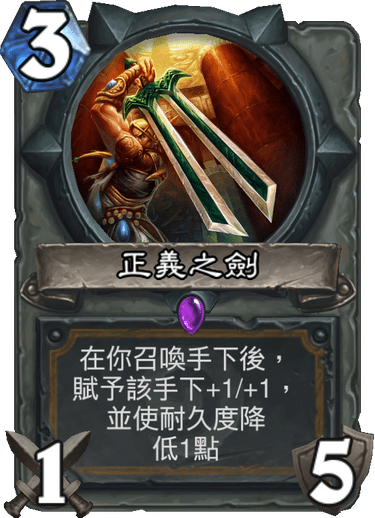 3
正義之劍
在你召喚手下後，
賦予該手下+1/+1，
並使耐久度降
低1點
1
5